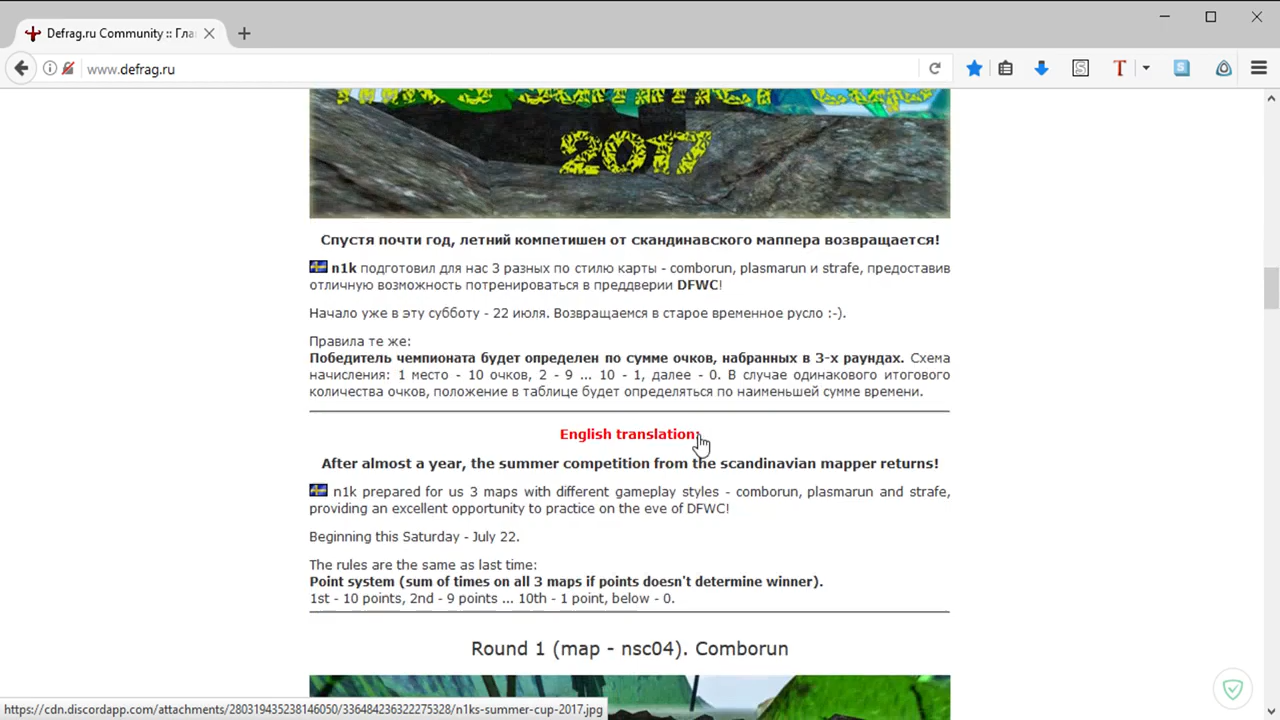 Defrag.ru Community :: Гла
www.defrag.ru
2017
Спустя почти год, летний компетишен от скандинавского маппера возвращается!
n1k подготовил для нас 3 разных по стилю карты - comborun, plasmarun и strafe, предоставив
отличную возможность потренироваться в преддверии DFWC!
Начало уже в эту субботу - 22 июля. Возвращаемся в старое временное русло :-).
Правила те же:
Победитель чемпионата будет определен по сумме очков, набранных в 3-х раундах. Схема
начисления: 1 место - 10 очков, 2 - 9 ... 10 - 1, далее - 0. В случае одинакового итогового
количества очков, положение в таблице будет определяться по наименьшей сумме времени.
English translation:
After almost a year, the summer competition from the scandinavian mapper returns!
n1k prepared for us 3 maps with different gameplay styles - comborun, plasmarun and strafe,
providing an excellent opportunity to practice on the eve of DFWC!
Beginning this Saturday - July 22.
The rules are the same as last time:
Point system (sum of times on all 3 maps if points doesn't determine winner).
1st - 10 points, 2nd - 9 points ... 10th - 1 point, below - 0.
Round 1 (map - nsc04). Comborun
https://cdn.discordapp.com/attachments/280319435238146050/336484236322275328/n1ks-summer-cup-2017.jpg